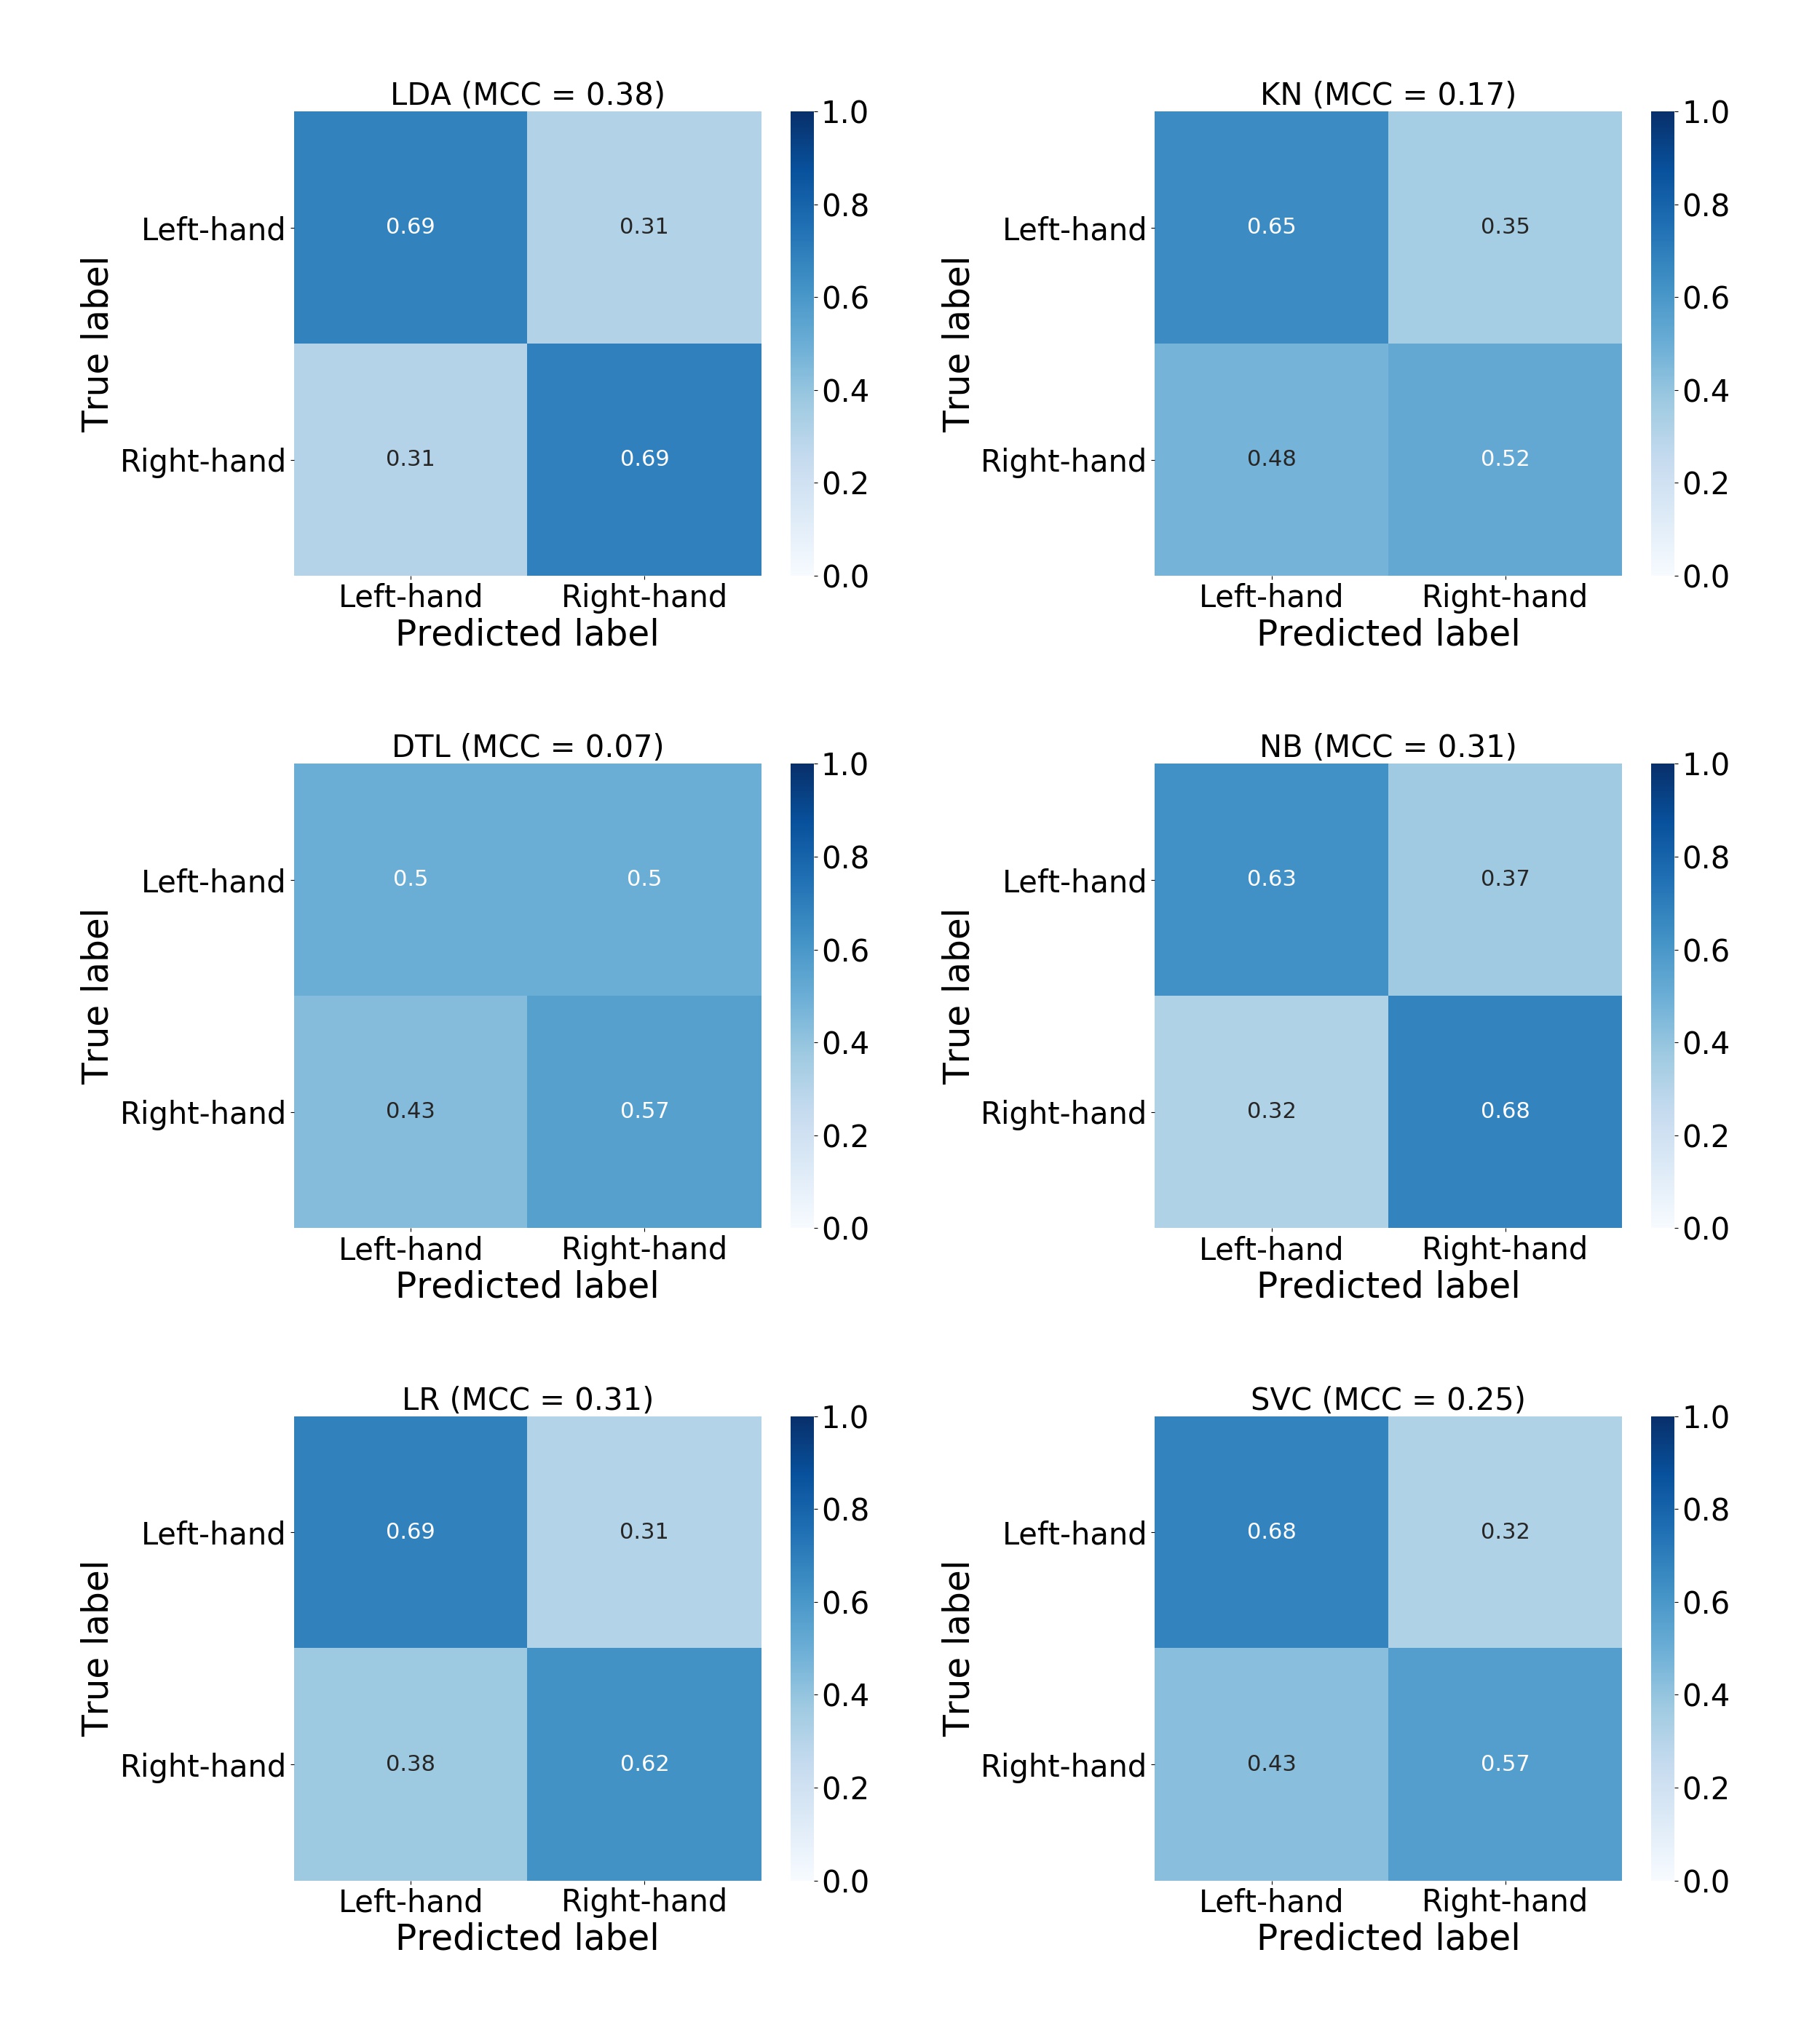 LDA (MCC = 0.38)
1.0
0.8
Left-hand 0.69 0.31
0.6
True label
0.4
Right-hand 0.31 0.69
0.2
0.0
Left-hand Right-hand
Predicted label
KN (MCC = 0.17)
1.0
0.8
Left-hand 0.65 0.35
0.6
True label
0.4
Right-hand 0.48 0.52
0.2
0.0
Left-hand Right-hand
Predicted label
DTL (MCC = 0.07)
1.0
0.8
Left-hand 0.5 0.5
0.6
True label
0.4
Right-hand 0.43 0.57
0.2
0.0
Left-hand Right-hand
Predicted label
NB (MCC = 0.31)
1.0
0.8
Left-hand 0.63 0.37
0.6
True label
0.4
Right-hand 0.32 0.68
0.2
0.0
Left-hand Right-hand
Predicted label
LR (MCC = 0.31)
1.0
0.8
Left-hand 0.69 0.31
0.6
True label
0.4
Right-hand 0.38 0.62
0.2
0.0
Left-hand Right-hand
Predicted label
SVC (MCC = 0.25)
1.0
0.8
Left-hand 0.68 0.32
0.6
True label
0.4
Right-hand 0.43 0.57
0.2
0.0
Left-hand Right-hand
Predicted label